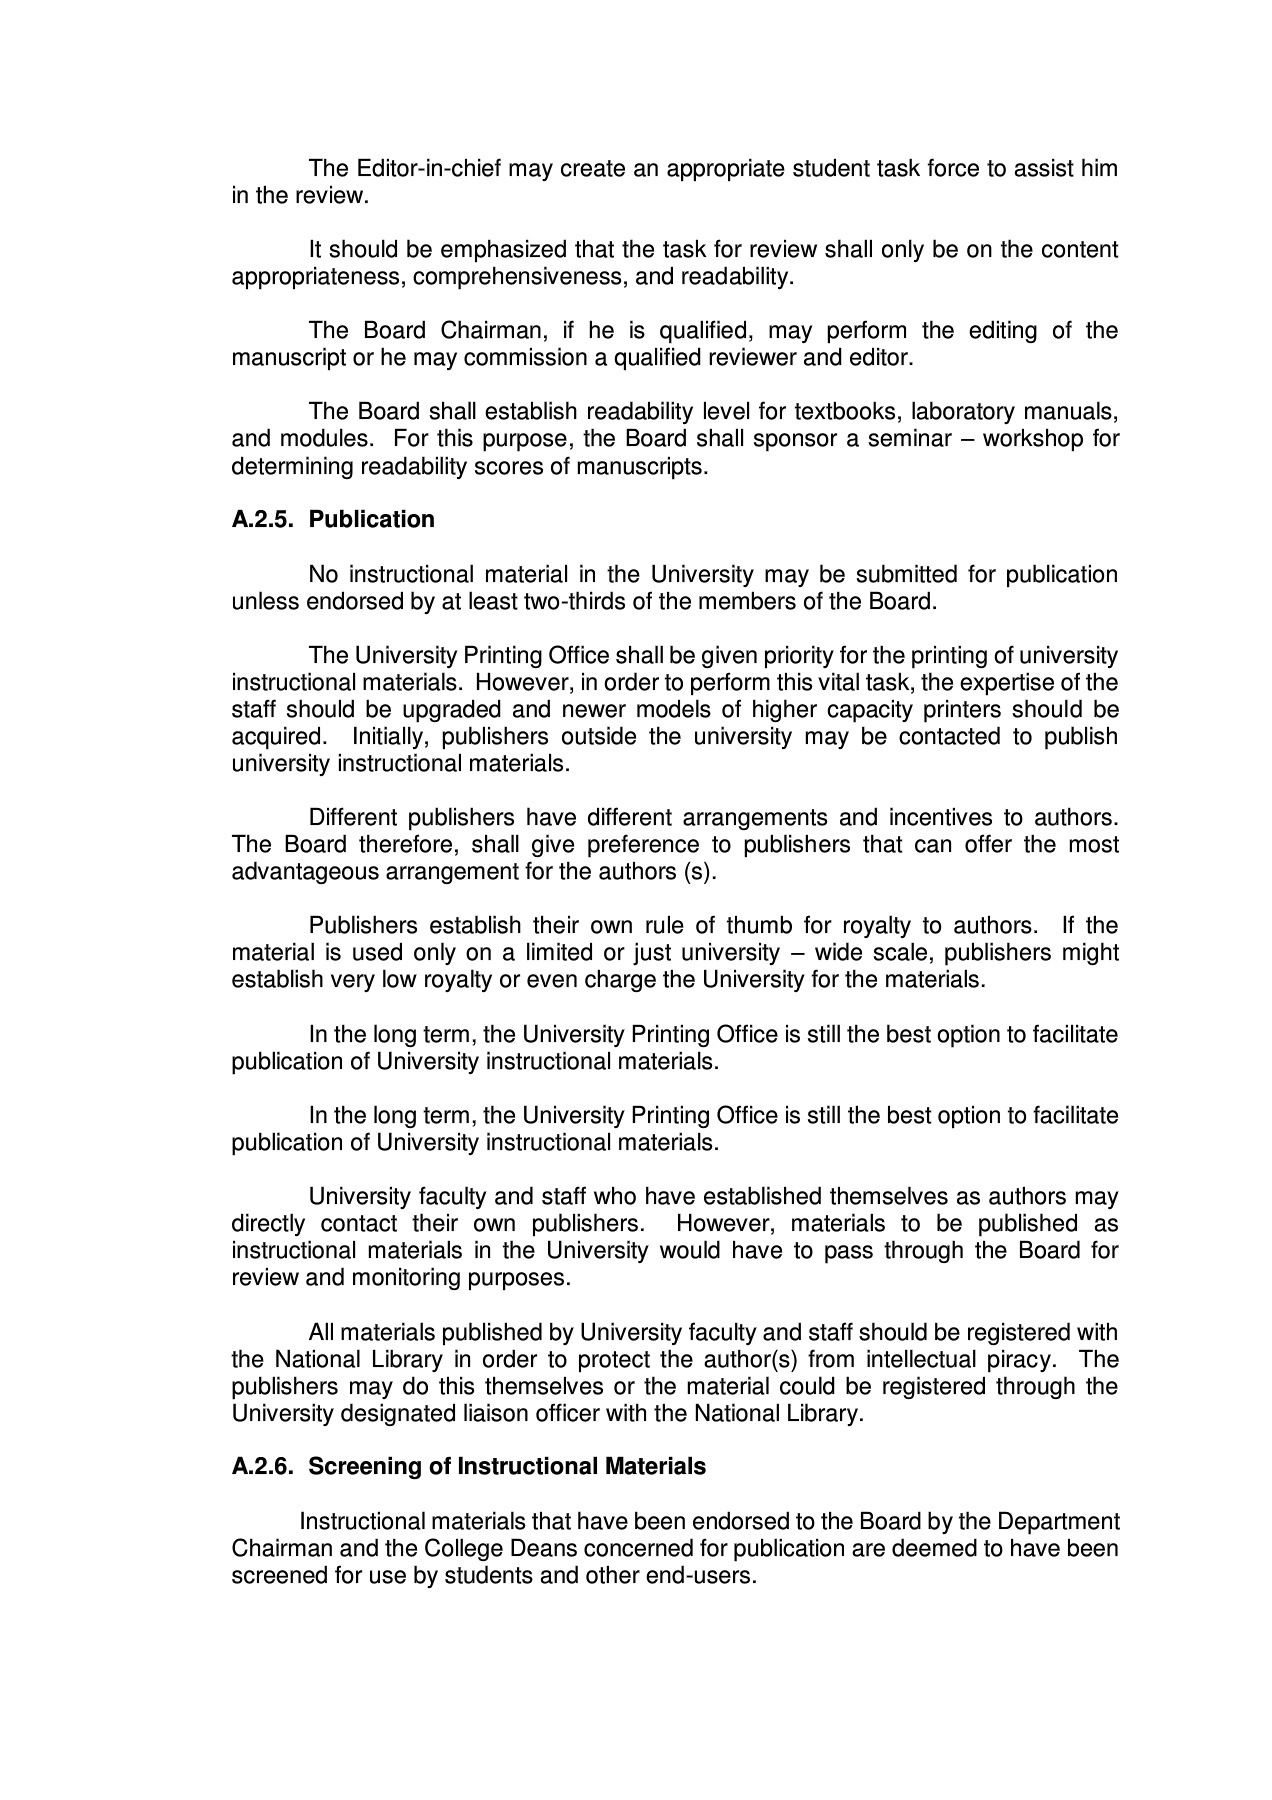 The Editor-in-chief may create an appropriate student task force to assist him
in the review.
It should be emphasized that the task for review shall only be on the content
appropriateness, comprehensiveness, and readability.
The Board Chairman, if he is qualified, may perform the editing of the
manuscript or he may commission a qualified reviewer and editor.
The Board shall establish readability level for textbooks, laboratory manuals,
and modules. For this purpose, the Board shall sponsor a seminar – workshop for
determining readability scores of manuscripts.
A.2.5. Publication
No instructional material in the University may be submitted for publication
unless endorsed by at least two-thirds of the members of the Board.
The University Printing Office shall be given priority for the printing of university
instructional materials. However, in order to perform this vital task, the expertise of the
staff should be upgraded and newer models of higher capacity printers should be
acquired. Initially, publishers outside the university may be contacted to publish
university instructional materials.
Different publishers have different arrangements and incentives to authors.
The Board therefore, shall give preference to publishers that can offer the most
advantageous arrangement for the authors (s).
Publishers establish their own rule of thumb for royalty to authors. If the
material is used only on a limited or just university – wide scale, publishers might
establish very low royalty or even charge the University for the materials.
In the long term, the University Printing Office is still the best option to facilitate
publication of University instructional materials.
In the long term, the University Printing Office is still the best option to facilitate
publication of University instructional materials.
University faculty and staff who have established themselves as authors may
directly contact their own publishers. However, materials to be published as
instructional materials in the University would have to pass through the Board for
review and monitoring purposes.
All materials published by University faculty and staff should be registered with
the National Library in order to protect the author(s) from intellectual piracy. The
publishers may do this themselves or the material could be registered through the
University designated liaison officer with the National Library.
A.2.6. Screening of Instructional Materials
Instructional materials that have been endorsed to the Board by the Department
Chairman and the College Deans concerned for publication are deemed to have been
screened for use by students and other end-users.